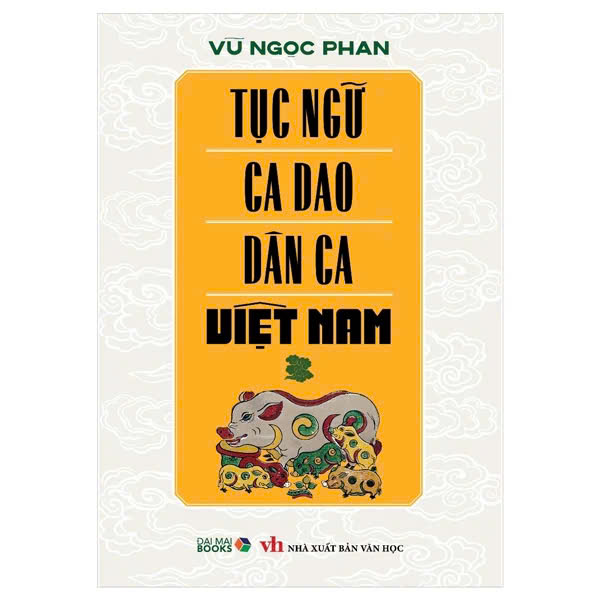 VŨ NGỌC PHAN
TỤC NGỮ
CA DAO
DÂN CA
VIỆT NAM
ĐẠI MAI
BOOKS
vh NHÀ XUẤT BẢN VĂN HỌC